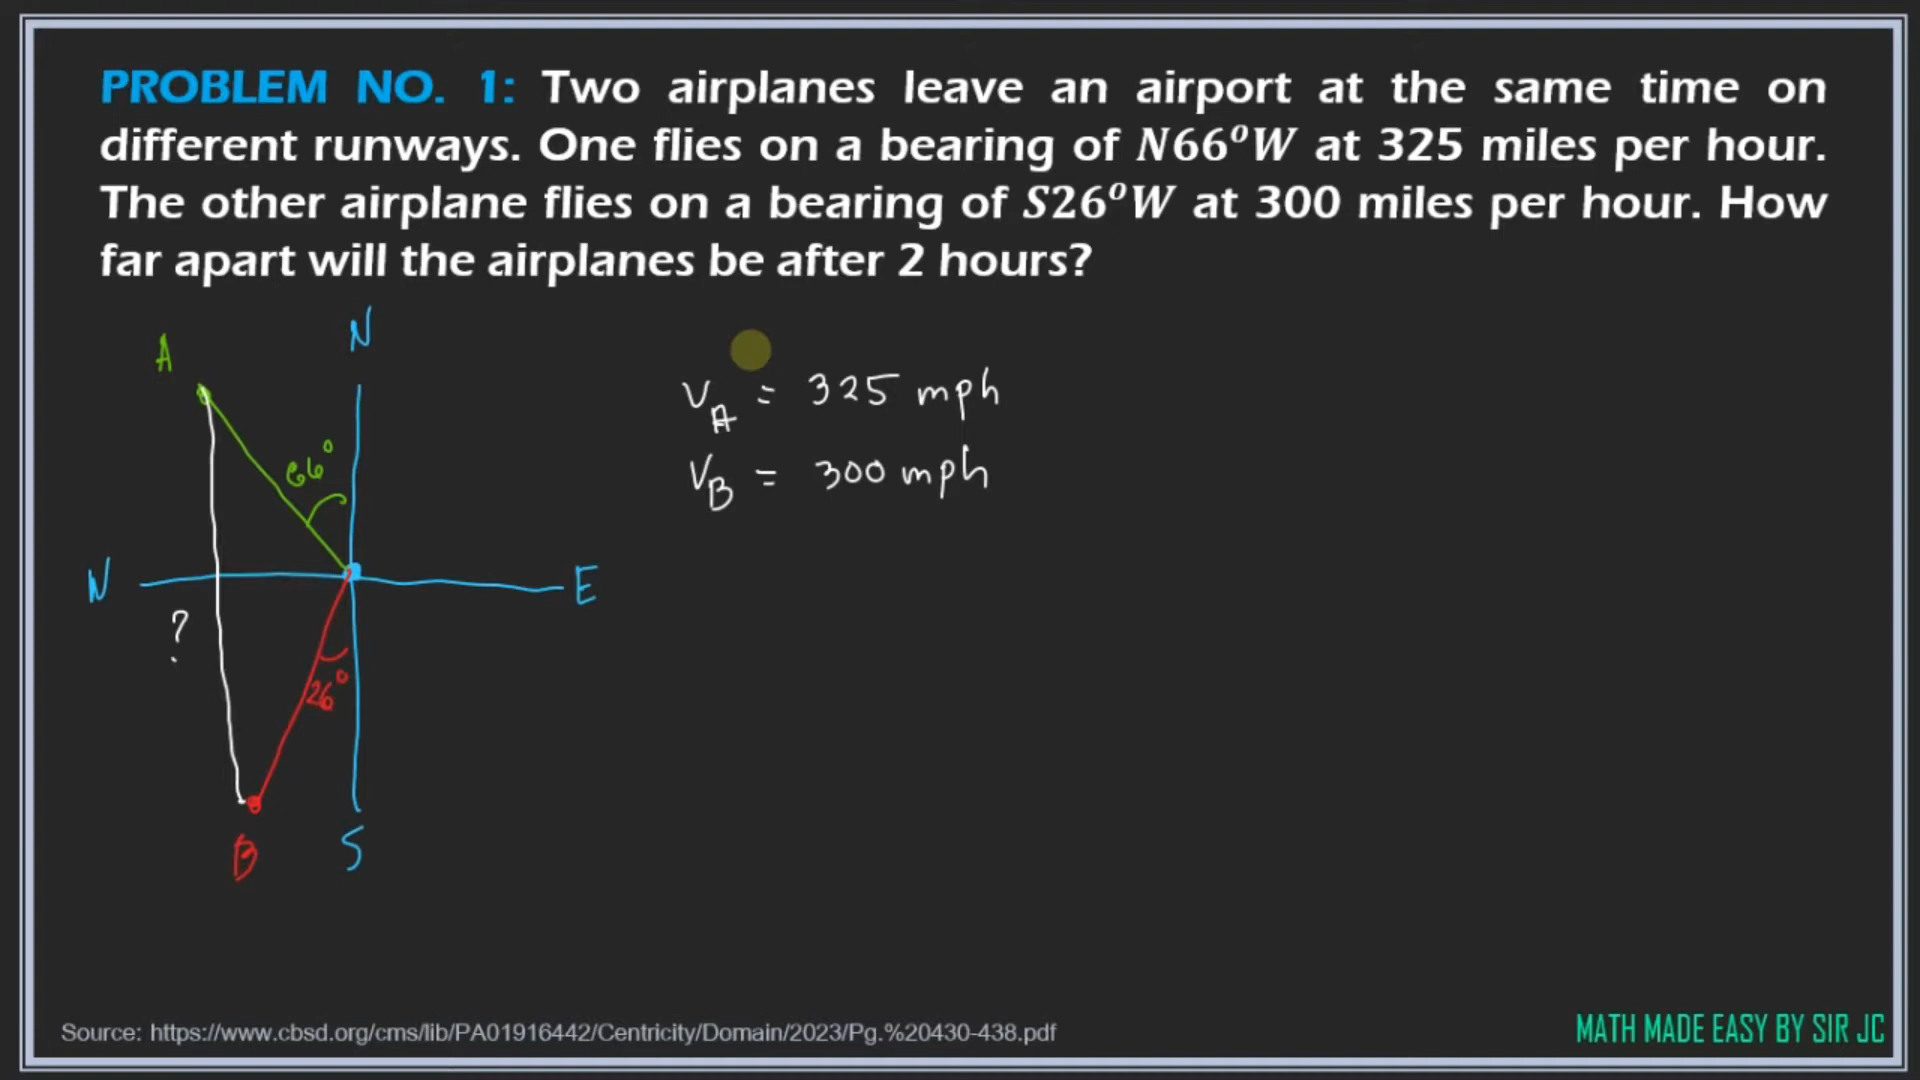 PROBLEM NO. 1: Two airplanes leave an airport at the same time on
different runways. One flies on a bearing of N66°W at 325 miles per hour.
The other airplane flies on a bearing of S26°W at 300 miles per hour. How
far apart will the airplanes be after 2 hours?
N
A
V_A = 325 mph
66°
V_B = 300 mph
W
E
?
26°
B
S
Source: https://www.cbsd.org/cms/lib/PA01916442/Centricity/Domain/2023/Pg.%20430-438.pdf
MATH MADE EASY BY SIR JC